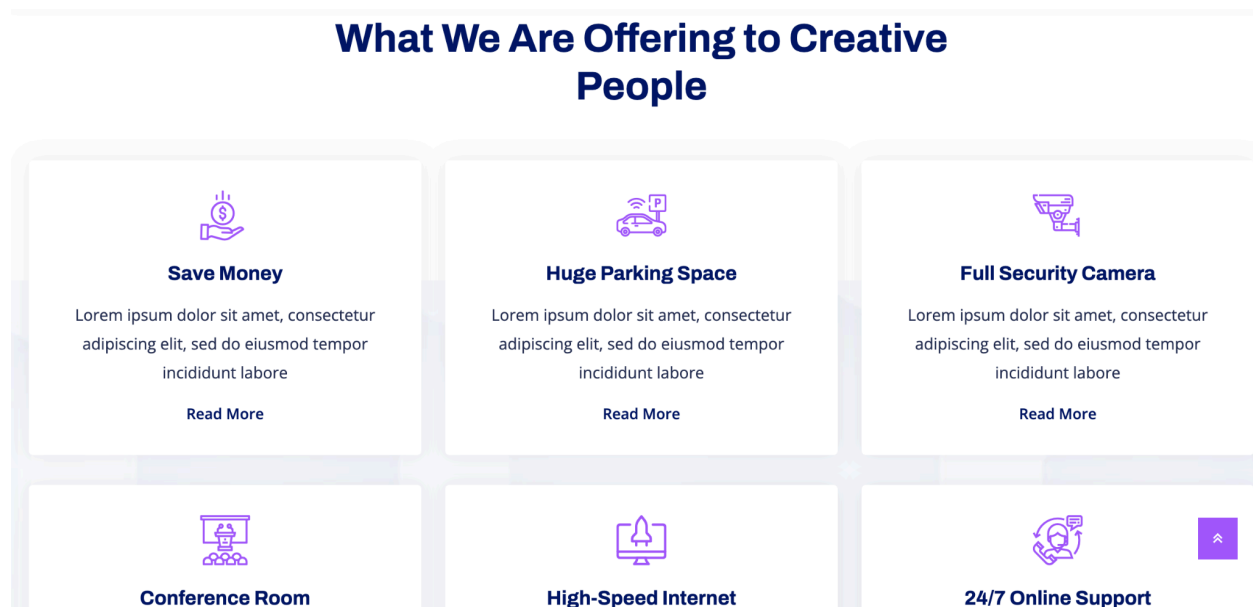 What We Are Offering to Creative
People
$
P
Save Money
Huge Parking Space
Full Security Camera
Lorem ipsum dolor sit amet, consectetur
adipiscing elit, sed do eiusmod tempor
incididunt labore
Lorem ipsum dolor sit amet, consectetur
adipiscing elit, sed do eiusmod tempor
incididunt labore
Lorem ipsum dolor sit amet, consectetur
adipiscing elit, sed do eiusmod tempor
incididunt labore
Read More
Read More
Read More
Conference Room
High-Speed Internet
24/7 Online Support